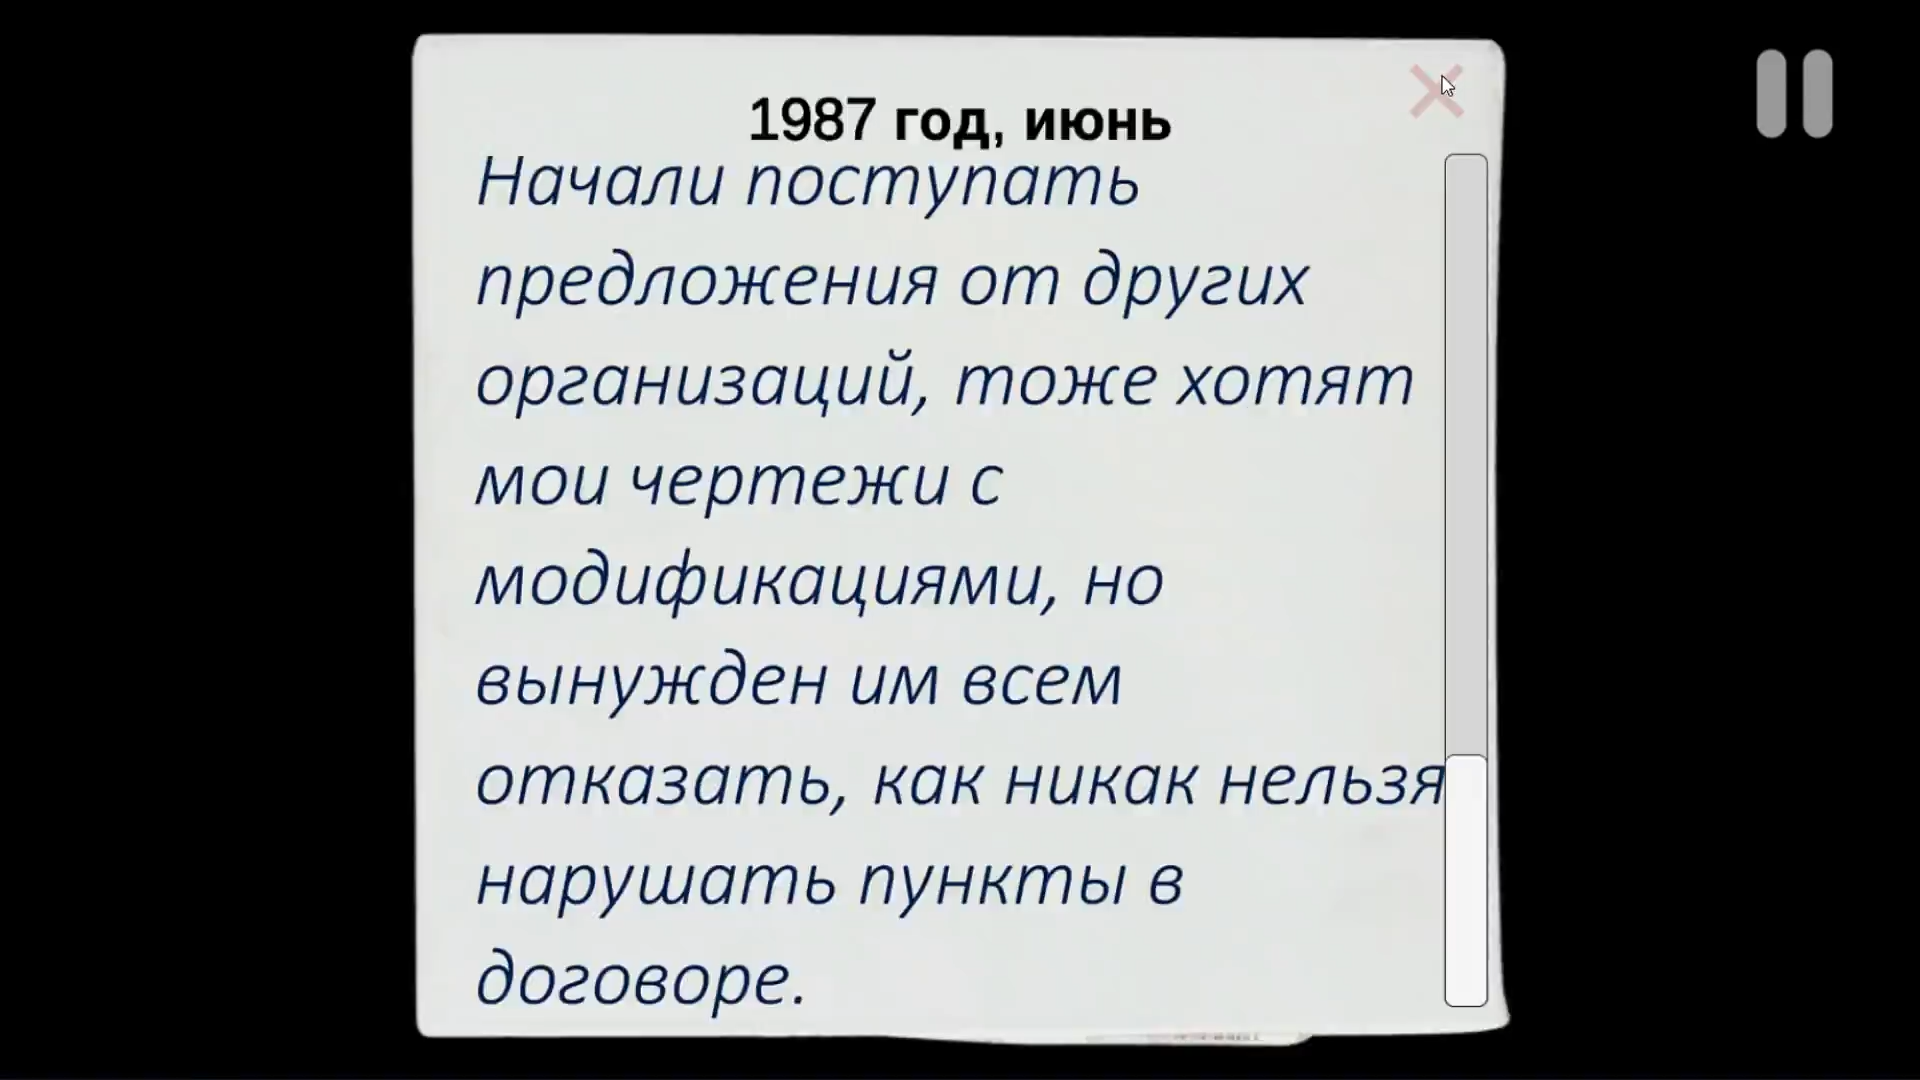 1987 год, июнь
Начали поступать
предложения от других
организаций, тоже хотят
мои чертежи с
модификациями, но
вынужден им всем
отказать, как никак нельзя
нарушать пункты в
договоре.